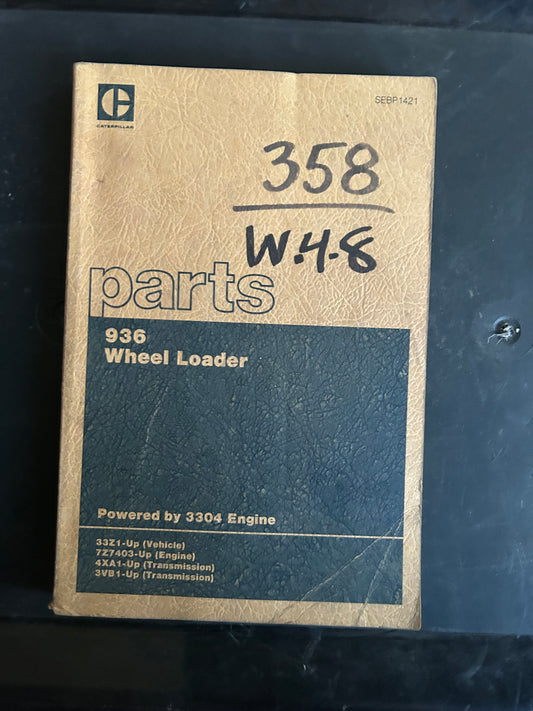 CATERPILLAR
SEBP1421
358
W.4.8
parts
936
Wheel Loader
Powered by 3304 Engine
33Z1-Up (Vehicle)
7Z7403-Up (Engine)
4XA1-Up (Transmission)
3VB1-Up (Transmission)